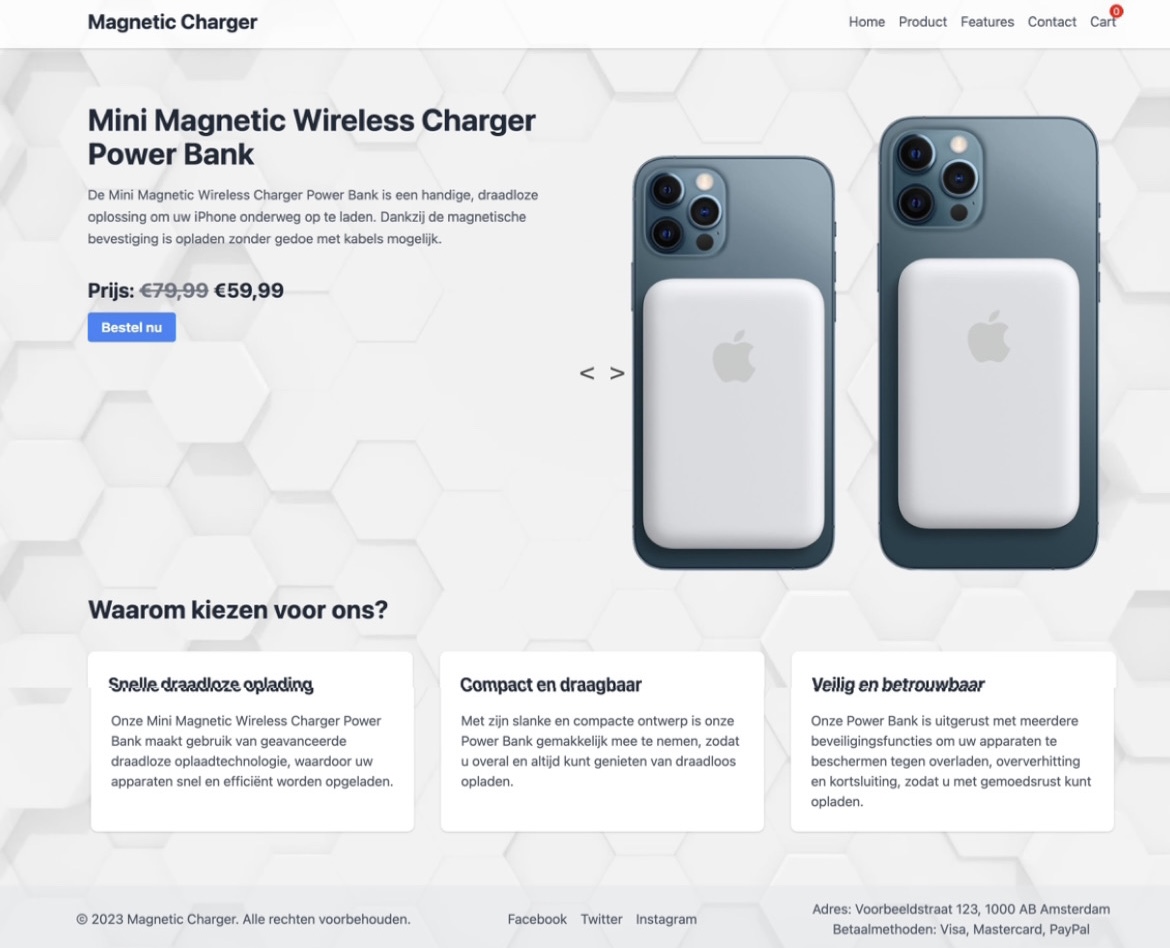 Magnetic Charger
Home Product Features Contact Cart 0
Mini Magnetic Wireless Charger
Power Bank
De Mini Magnetic Wireless Charger Power Bank is een handige, draadloze
oplossing om uw iPhone onderweg op te laden. Dankzij de magnetische
bevestiging is opladen zonder gedoe met kabels mogelijk.
Prijs: €79,99 €59,99
Bestel nu
< >
Waarom kiezen voor ons?
Snelle draadloze oplading
Onze Mini Magnetic Wireless Charger Power
Bank maakt gebruik van geavanceerde
draadloze oplaadtechnologie, waardoor uw
apparaten snel en efficiënt worden opgeladen.
Compact en draagbaar
Met zijn slanke en compacte ontwerp is onze
Power Bank gemakkelijk mee te nemen, zodat
u overal en altijd kunt genieten van draadloos
opladen.
Veilig en betrouwbaar
Onze Power Bank is uitgerust met meerdere
beveiligingsfuncties om uw apparaten te
beschermen tegen overladen, oververhitting
en kortsluiting, zodat u met gemoedsrust kunt
opladen.
© 2023 Magnetic Charger. Alle rechten voorbehouden.
Facebook Twitter Instagram
Adres: Voorbeeldstraat 123, 1000 AB Amsterdam
Betaalmethoden: Visa, Mastercard, PayPal